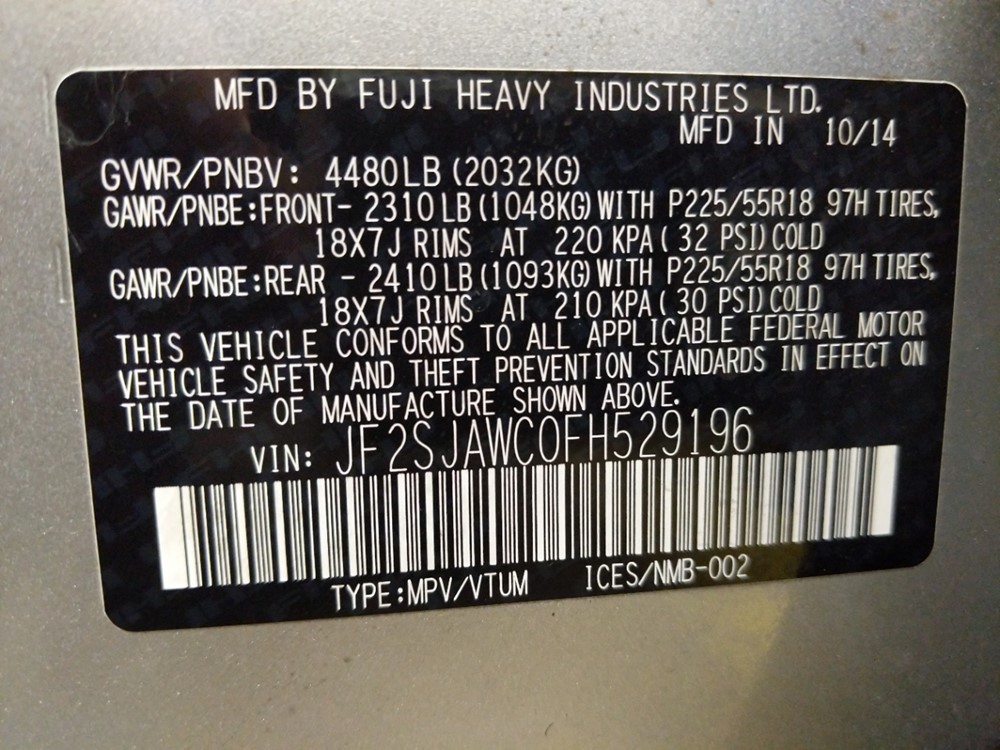 MFD BY FUJI HEAVY INDUSTRIES LTD.
MFD IN 10/14
GVWR/PNBV: 4480LB (2032KG)
GAWR/PNBE:FRONT- 2310LB(1048KG)WITH P225/55R18 97H TIRES,
18X7J RIMS AT 220 KPA( 32 PSI)COLD
GAWR/PNBE:REAR - 2410LB(1093KG)WITH P225/55R18 97H TIRES,
18X7J RIMS AT 210 KPA( 30 PSI)COLD
THIS VEHICLE CONFORMS TO ALL APPLICABLE FEDERAL MOTOR
VEHICLE SAFETY AND THEFT PREVENTION STANDARDS IN EFFECT ON
THE DATE OF MANUFACTURE SHOWN ABOVE.
VIN: JF2SJAWC0FH529196
TYPE:MPV/VTUM ICES/NMB-002